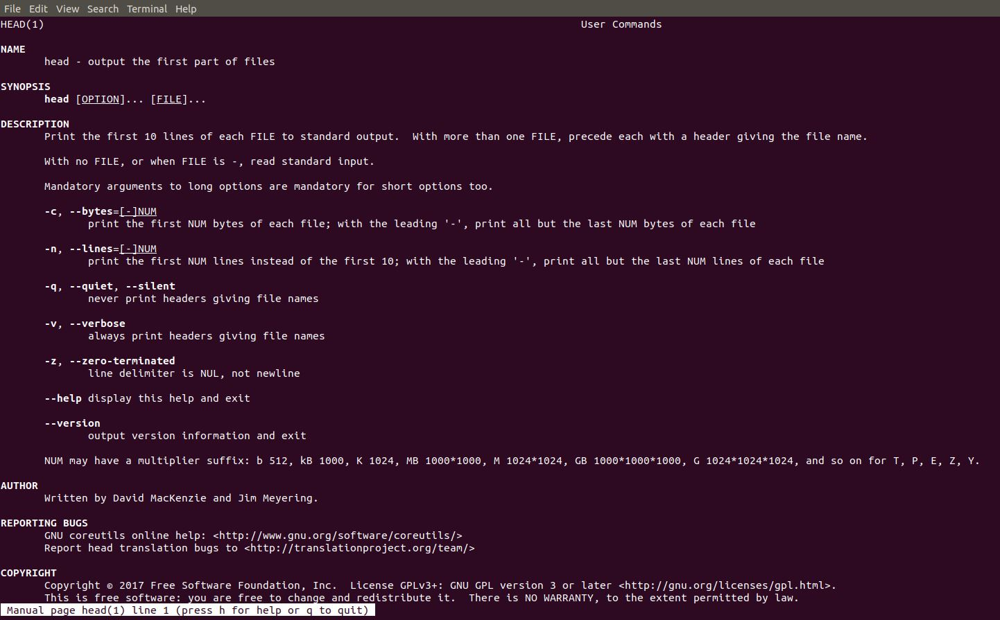 File Edit View Search Terminal Help
HEAD(1) User Commands
NAME
head - output the first part of files
SYNOPSIS
head [OPTION]... [FILE]...
DESCRIPTION
Print the first 10 lines of each FILE to standard output.  With more than one FILE, precede each with a header giving the file name.
With no FILE, or when FILE is -, read standard input.
Mandatory arguments to long options are mandatory for short options too.
-c, --bytes=[-]NUM
print the first NUM bytes of each file; with the leading '-', print all but the last NUM bytes of each file
-n, --lines=[-]NUM
print the first NUM lines instead of the first 10; with the leading '-', print all but the last NUM lines of each file
-q, --quiet, --silent
never print headers giving file names
-v, --verbose
always print headers giving file names
-z, --zero-terminated
line delimiter is NUL, not newline
--help display this help and exit
--version
output version information and exit
NUM may have a multiplier suffix: b 512, kB 1000, K 1024, MB 1000*1000, M 1024*1024, GB 1000*1000*1000, G 1024*1024*1024, and so on for T, P, E, Z, Y.
AUTHOR
Written by David MacKenzie and Jim Meyering.
REPORTING BUGS
GNU coreutils online help: <http://www.gnu.org/software/coreutils/>
Report head translation bugs to <http://translationproject.org/team/>
COPYRIGHT
Copyright © 2017 Free Software Foundation, Inc.  License GPLv3+: GNU GPL version 3 or later <http://gnu.org/licenses/gpl.html>.
This is free software: you are free to change and redistribute it.  There is NO WARRANTY, to the extent permitted by law.
Manual page head(1) line 1 (press h for help or q to quit)